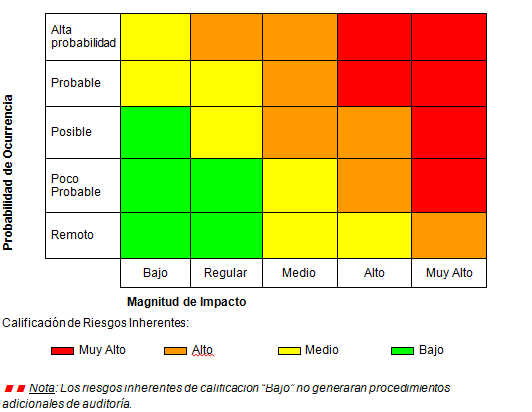 Alta
probabilidad
Probable
Posible
Poco
Probable
Remoto
Probabilidad de Ocurrencia
Bajo Regular Medio Alto Muy Alto
Magnitud de Impacto
Calificación de Riesgos Inherentes:
Muy Alto Alto Medio Bajo
Nota: Los riesgos inherentes de calificación “Bajo” no generarán procedimientos
adicionales de auditoría.